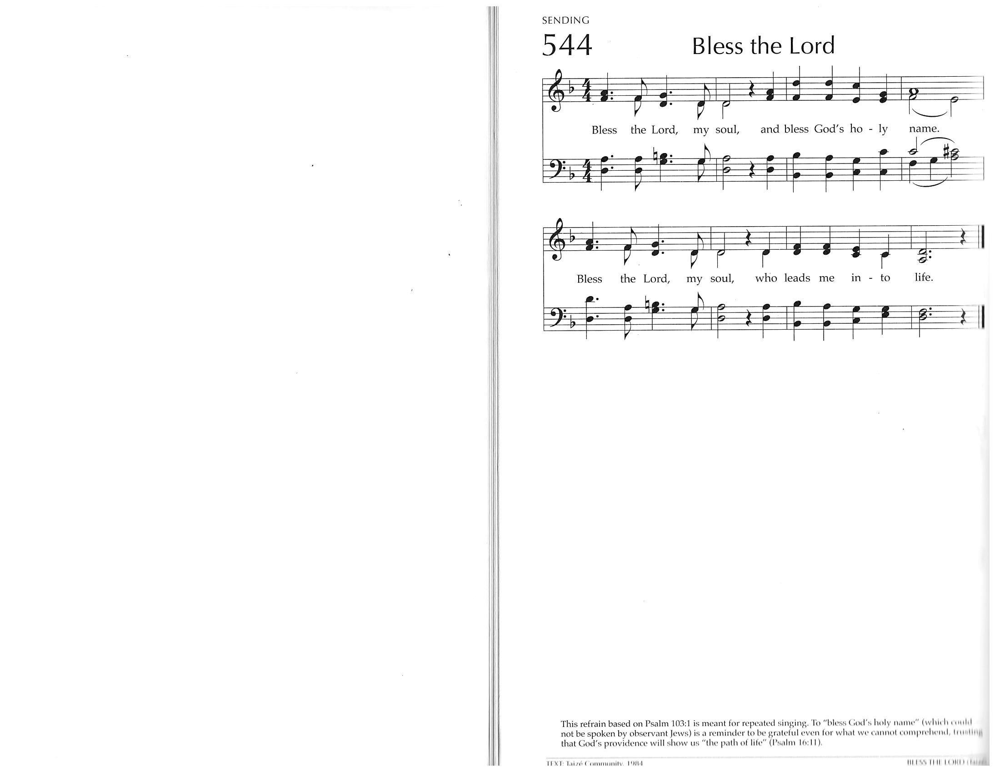 SENDING
544 Bless the Lord
Bless the Lord, my soul, and bless God's ho - ly name.
Bless the Lord, my soul, who leads me in - to life.
This refrain based on Psalm 103:1 is meant for repeated singing. To “bless God's holy name” (which could
not be spoken by observant Jews) is a reminder to be grateful even for what we cannot comprehend, trusting
that God's providence will show us “the path of life” (Psalm 16:11).
TEXT: Taizé Community, 1984 BLESS THE LORD (Taizé)